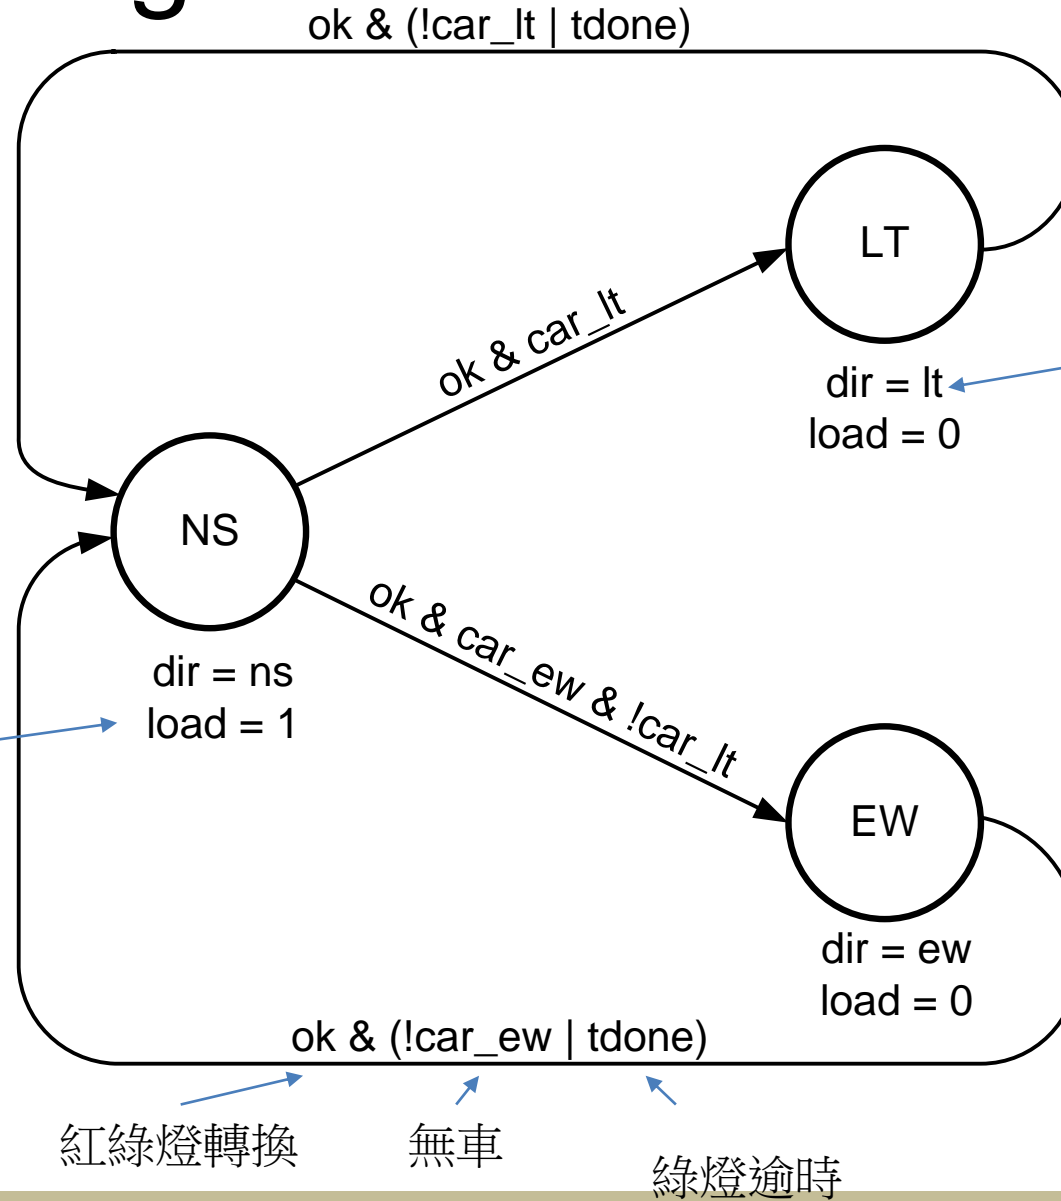 g
ok & (!car_lt | tdone)
LT
ok & car_lt
dir = lt
load = 0
NS
ok & car_ew & !car_lt
dir = ns
load = 1
EW
dir = ew
load = 0
ok & (!car_ew | tdone)
紅綠燈轉換
無車
綠燈逾時